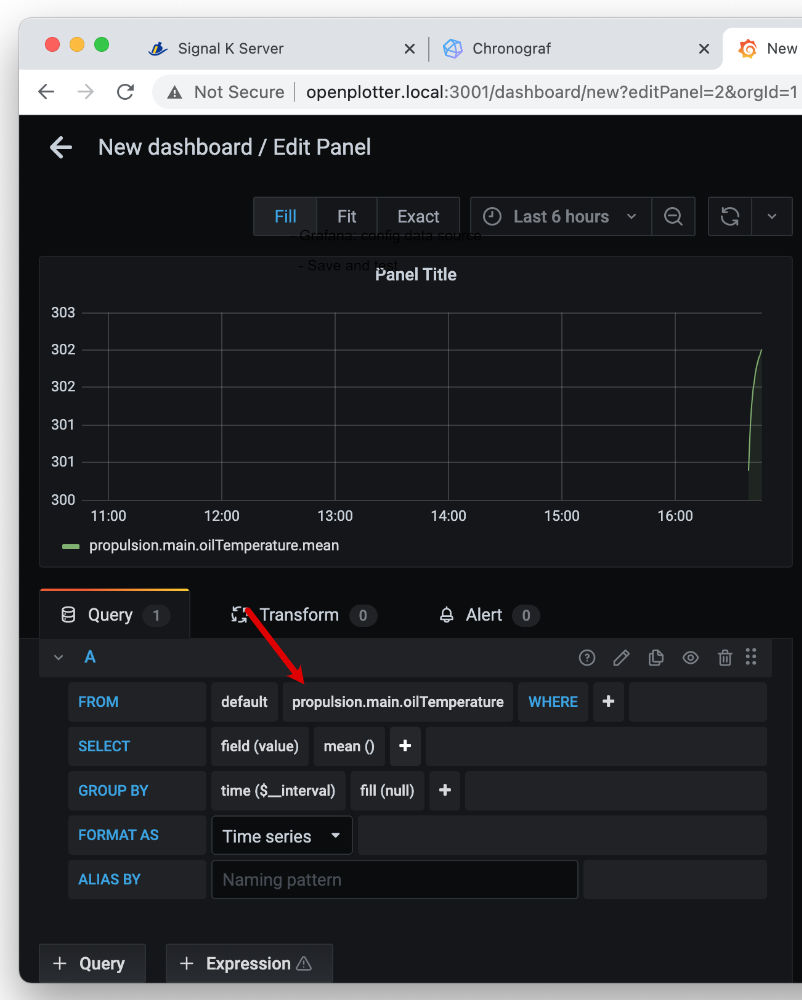 Signal K Server × Chronograf × New
Not Secure openplotter.local:3001/dashboard/new?editPanel=2&orgId=1
New dashboard / Edit Panel
Fill Fit Exact Last 6 hours
- Grafana: config data source
- Save and test
Panel Title
303
302
302
301
301
300
11:00 12:00 13:00 14:00 15:00 16:00
propulsion.main.oilTemperature.mean
Query 1 Transform 0 Alert 0
A
FROM default propulsion.main.oilTemperature WHERE +
SELECT field (value) mean () +
GROUP BY time ($__interval) fill (null) +
FORMAT AS Time series
ALIAS BY Naming pattern
+ Query + Expression